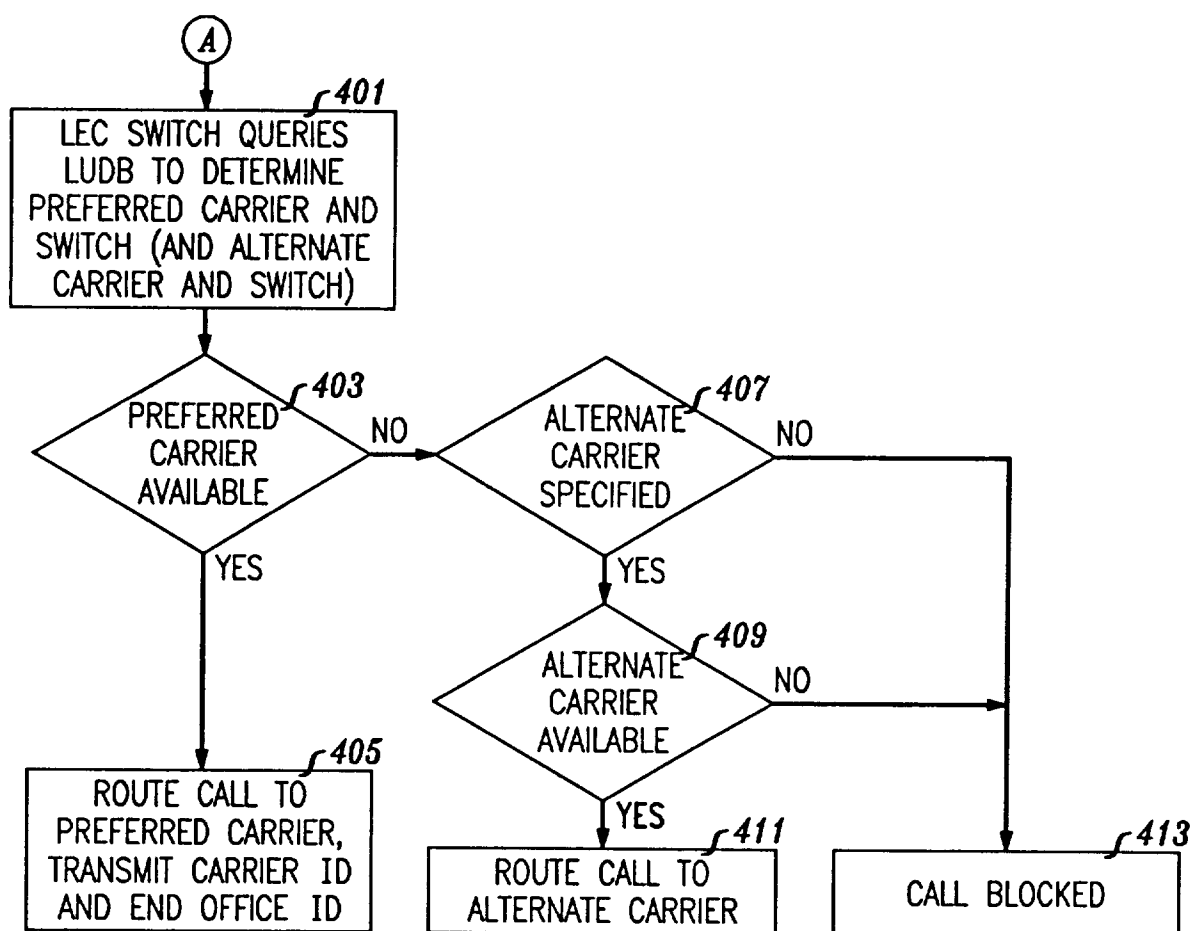 A
401
LEC SWITCH QUERIES
LUDB TO DETERMINE
PREFERRED CARRIER AND
SWITCH (AND ALTERNATE
CARRIER AND SWITCH)
403
PREFERRED
CARRIER
AVAILABLE
NO
YES
407
ALTERNATE
CARRIER
SPECIFIED
NO
YES
409
ALTERNATE
CARRIER
AVAILABLE
NO
YES
405
ROUTE CALL TO
PREFERRED CARRIER,
TRANSMIT CARRIER ID
AND END OFFICE ID
411
ROUTE CALL TO
ALTERNATE CARRIER
413
CALL BLOCKED